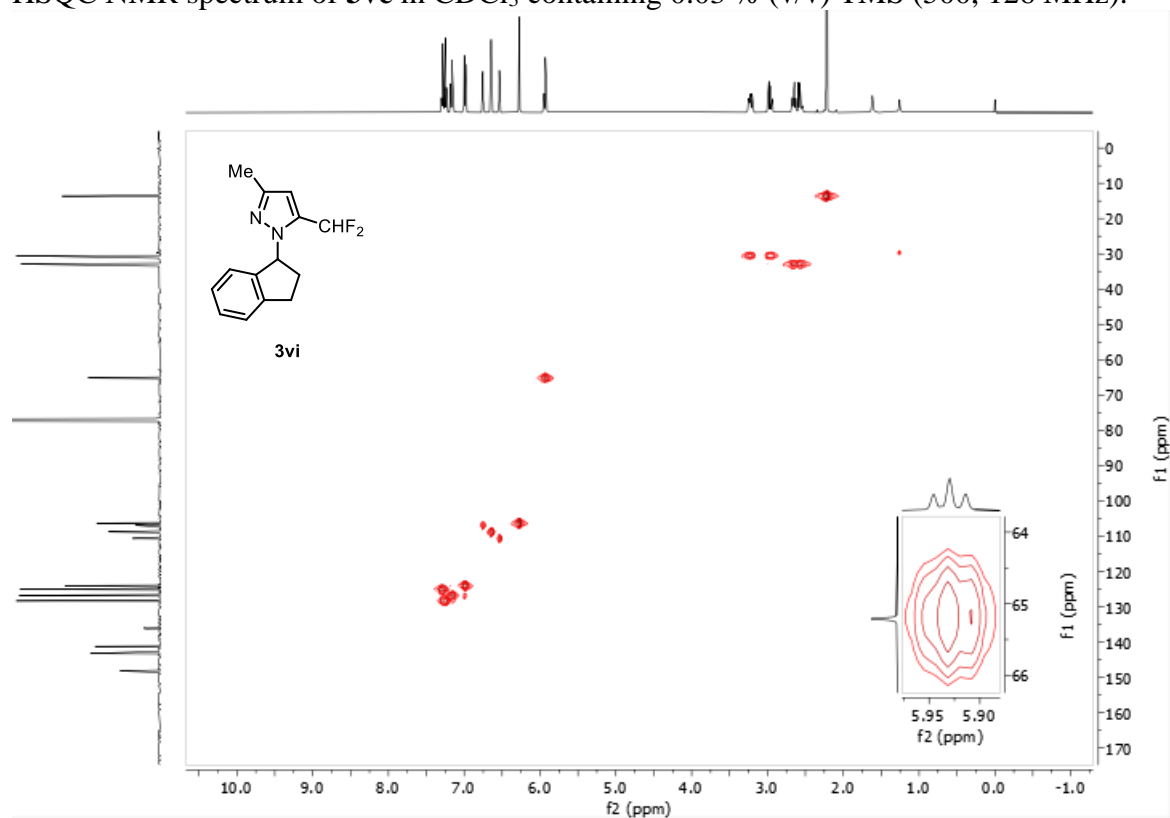 HSQC NMR spectrum of 3vc in CDCl₃ containing 0.03 % (v/v) TMS (500, 126 MHz).
Me
N
N
CHF₂
3vi
0
10
20
30
40
50
60
70
80
90
100
110
120
130
140
150
160
170
f1 (ppm)
64
65
66
f1 (ppm)
5.95 5.90
f2 (ppm)
10.0 9.0 8.0 7.0 6.0 5.0 4.0 3.0 2.0 1.0 0.0 -1.0
f2 (ppm)